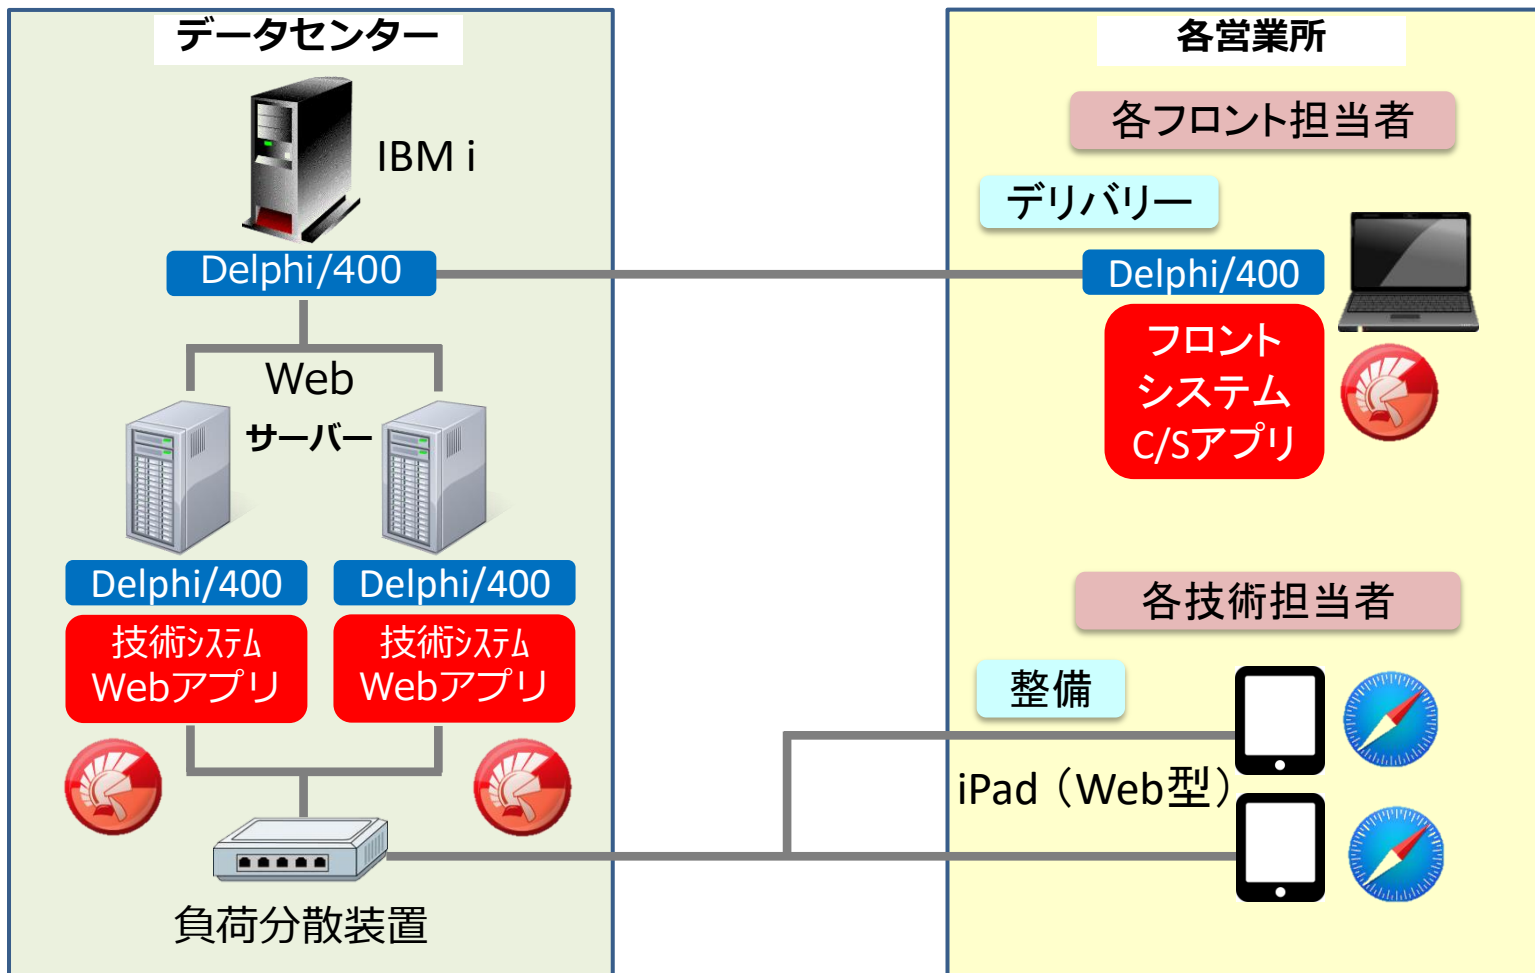 データセンター
IBM i
Delphi/400
Web
サーバー
Delphi/400
Delphi/400
技術ｼｽﾃﾑ
Webアプリ
技術ｼｽﾃﾑ
Webアプリ
負荷分散装置
各営業所
各フロント担当者
デリバリー
Delphi/400
フロント
システム
C/Sアプリ
各技術担当者
整備
iPad（Web型）